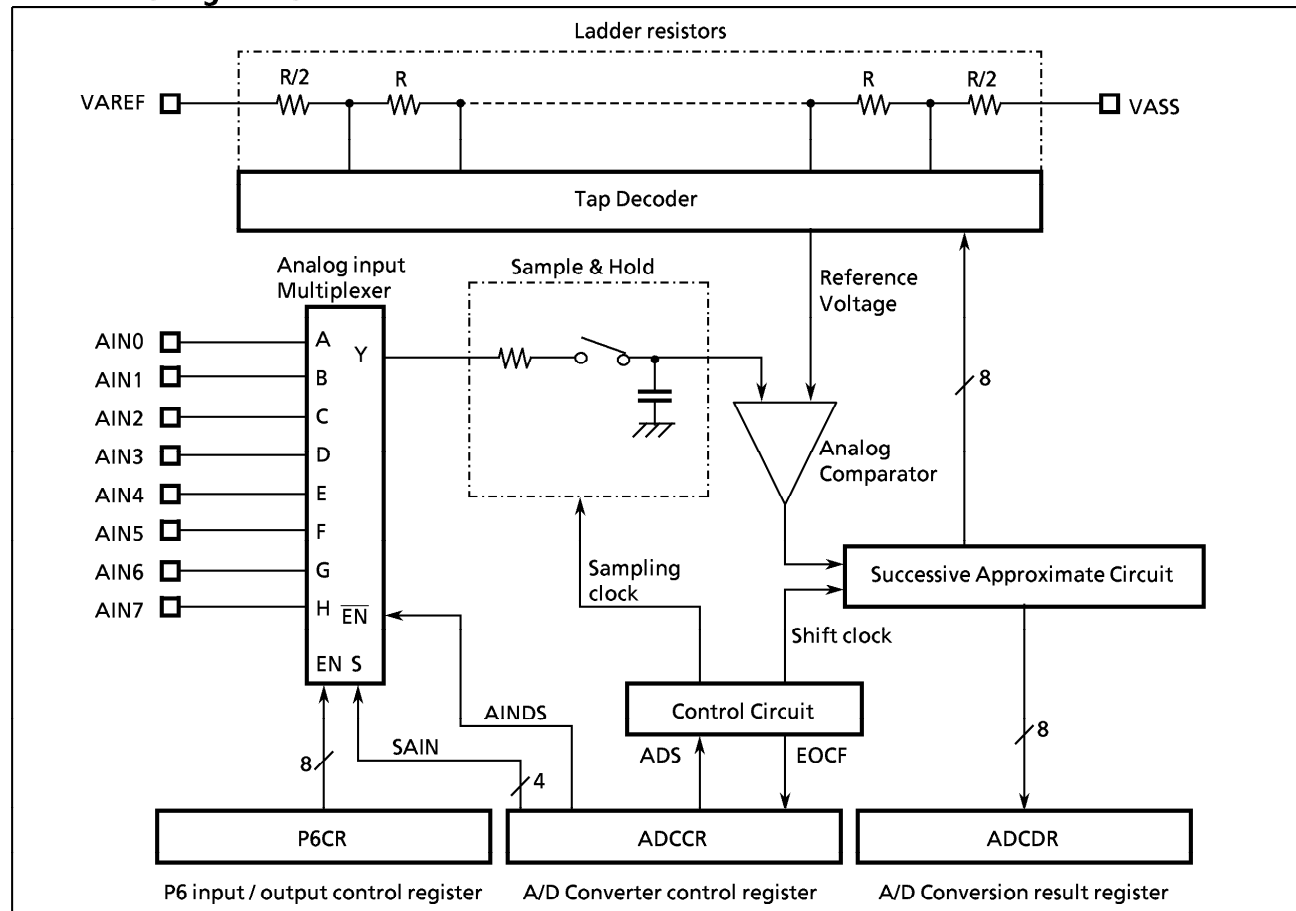 Ladder resistors
R/2
R
R
R/2
VAREF
VASS
Tap Decoder
Analog input
Multiplexer
Sample & Hold
Reference
Voltage
AIN0
A
Y
AIN1
B
8
AIN2
C
AIN3
D
Analog
Comparator
AIN4
E
AIN5
F
AIN6
G
Sampling
clock
Successive Approximate Circuit
AIN7
H
EN
Shift clock
EN S
AINDS
Control Circuit
SAIN
ADS
EOCF
8
4
8
P6CR
ADCCR
ADCDR
P6 input / output control register
A/D Converter control register
A/D Conversion result register